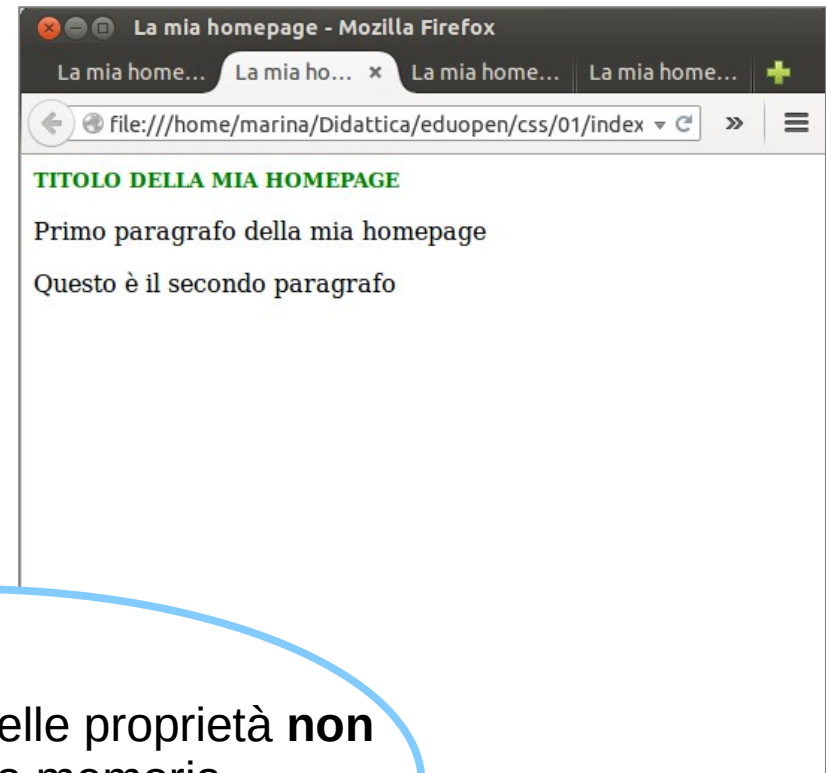 La mia homepage - Mozilla Firefox
La mia home... La mia ho... × La mia home... La mia home...
file:///home/marina/Didattica/eduopen/css/01/index »
TITOLO DELLA MIA HOMEPAGE
Primo paragrafo della mia homepage
Questo è il secondo paragrafo
elle proprietà non
memoria